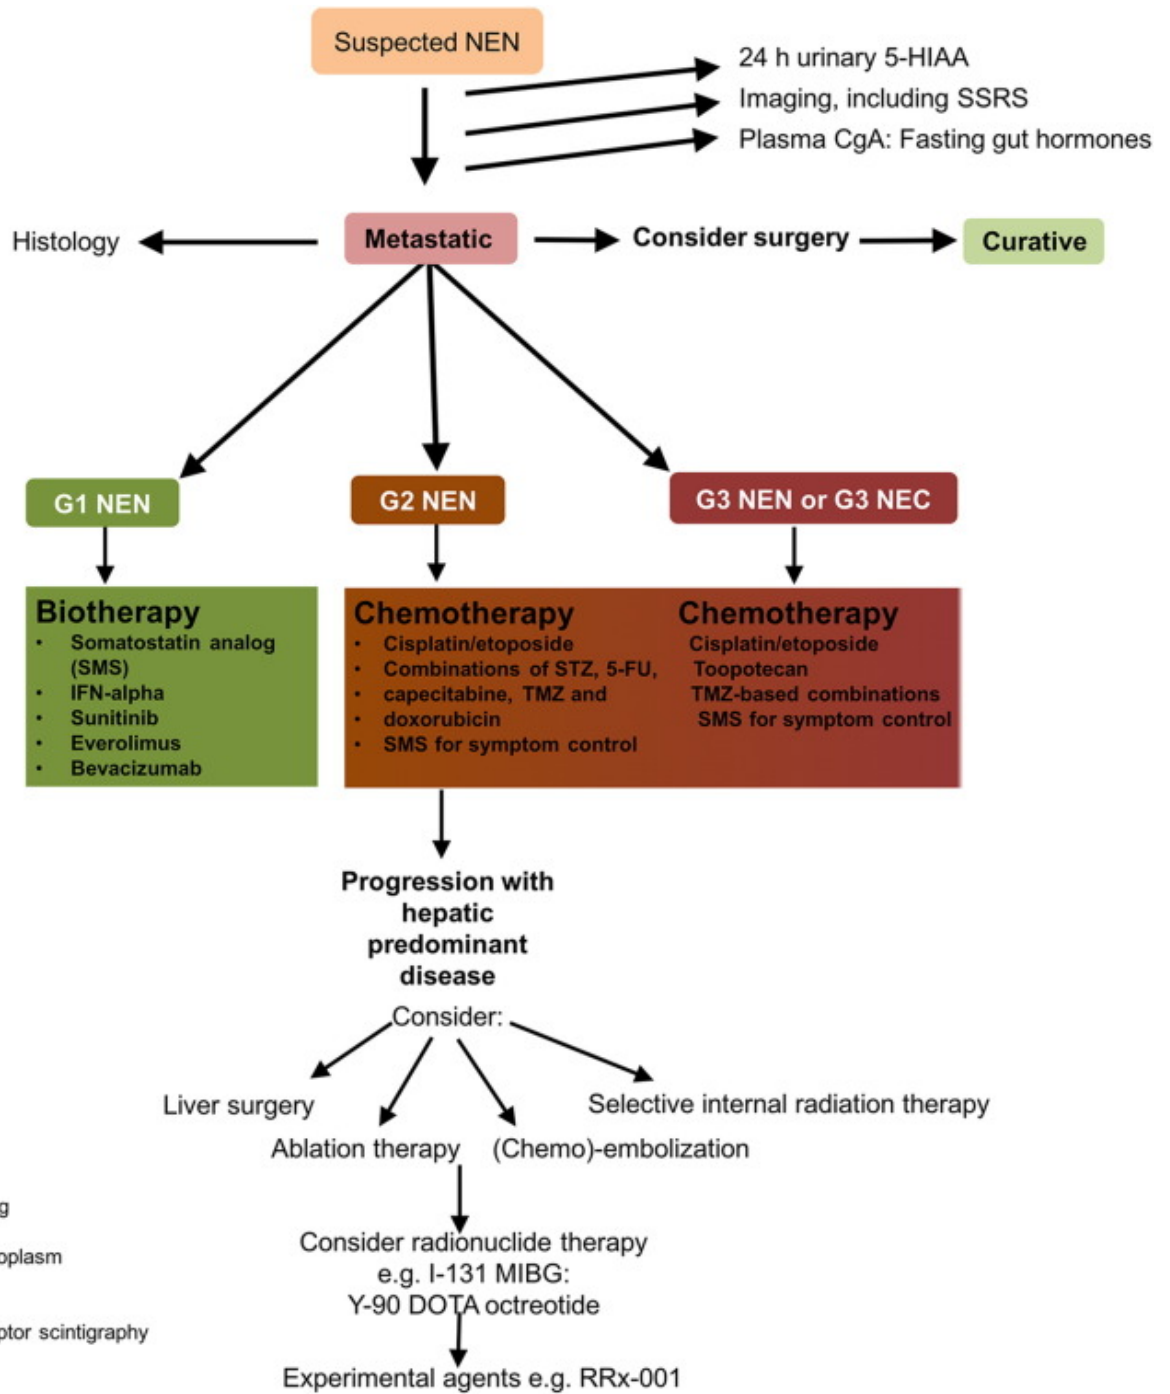 Suspected NEN
24 h urinary 5-HIAA
Imaging, including SSRS
Plasma CgA: Fasting gut hormones
Histology
Metastatic
Consider surgery
Curative
G1 NEN
G2 NEN
G3 NEN or G3 NEC
Biotherapy
• Somatostatin analog
(SMS)
• IFN-alpha
• Sunitinib
• Everolimus
• Bevacizumab
Chemotherapy
• Cisplatin/etoposide
• Combinations of STZ, 5-FU,
• capecitabine, TMZ and
• doxorubicin
• SMS for symptom control
Chemotherapy
Cisplatin/etoposide
Toopotecan
TMZ-based combinations
SMS for symptom control
Progression with
hepatic
predominant
disease
Consider:
Liver surgery
Selective internal radiation therapy
Ablation therapy
(Chemo)-embolization
g
oplasm
Consider radionuclide therapy
e.g. I-131 MIBG:
Y-90 DOTA octreotide
ptor scintigraphy
Experimental agents e.g. RRx-001